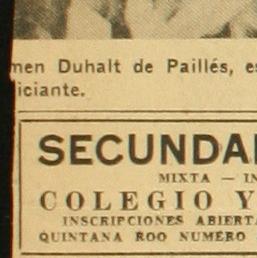 men Duhalt de Paillés, es
iciante.
SECUNDA
MIXTA — IN
COLEGIO Y
INSCRIPCIONES ABIERTA
QUINTANA ROO NUMERO